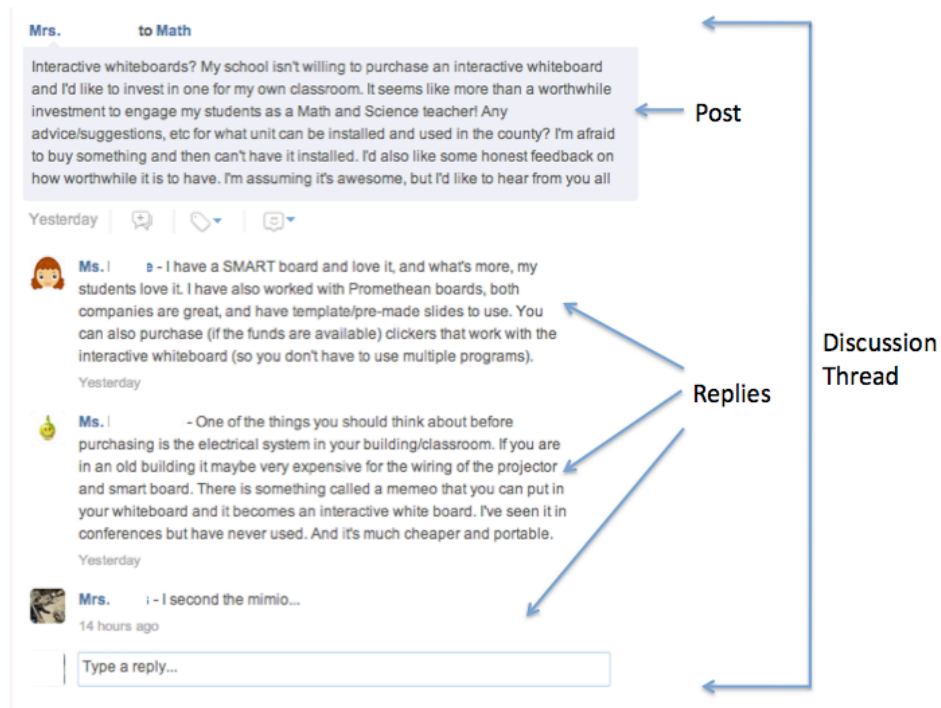 Mrs. to Math
Interactive whiteboards? My school isn't willing to purchase an interactive whiteboard
and I'd like to invest in one for my own classroom. It seems like more than a worthwhile
investment to engage my students as a Math and Science teacher! Any
advice/suggestions, etc for what unit can be installed and used in the county? I'm afraid
to buy something and then can't have it installed. I'd also like some honest feedback on
how worthwhile it is to have. I'm assuming it's awesome, but I'd like to hear from you all
Post
Yesterday
Ms. e - I have a SMART board and love it, and what's more, my
students love it. I have also worked with Promethean boards, both
companies are great, and have template/pre-made slides to use. You
can also purchase (if the funds are available) clickers that work with the
interactive whiteboard (so you don't have to use multiple programs).
Yesterday
Discussion
Thread
Replies
Ms. - One of the things you should think about before
purchasing is the electrical system in your building/classroom. If you are
in an old building it maybe very expensive for the wiring of the projector
and smart board. There is something called a memeo that you can put in
your whiteboard and it becomes an interactive white board. I've seen it in
conferences but have never used. And it's much cheaper and portable.
Yesterday
Mrs. s - I second the mimio...
14 hours ago
Type a reply...